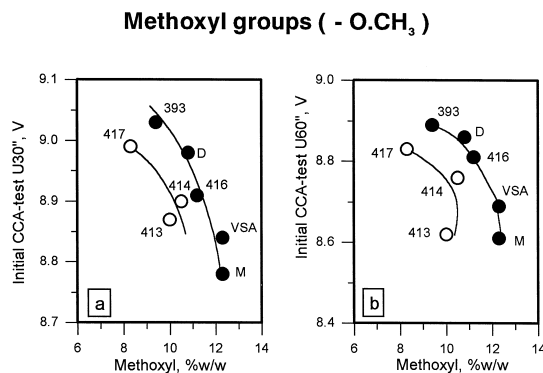 Methoxyl groups ( - O.CH₃ )
Initial CCA-test U30", V
9.1
9.0
8.9
8.8
8.7
393
417
D
414
416
413
VSA
M
a
6 8 10 12 14
Methoxyl, %w/w
Initial CCA-test U60", V
9.0
8.8
8.6
8.4
393
D
417
416
414
VSA
413
M
b
6 8 10 12 14
Methoxyl, %w/w